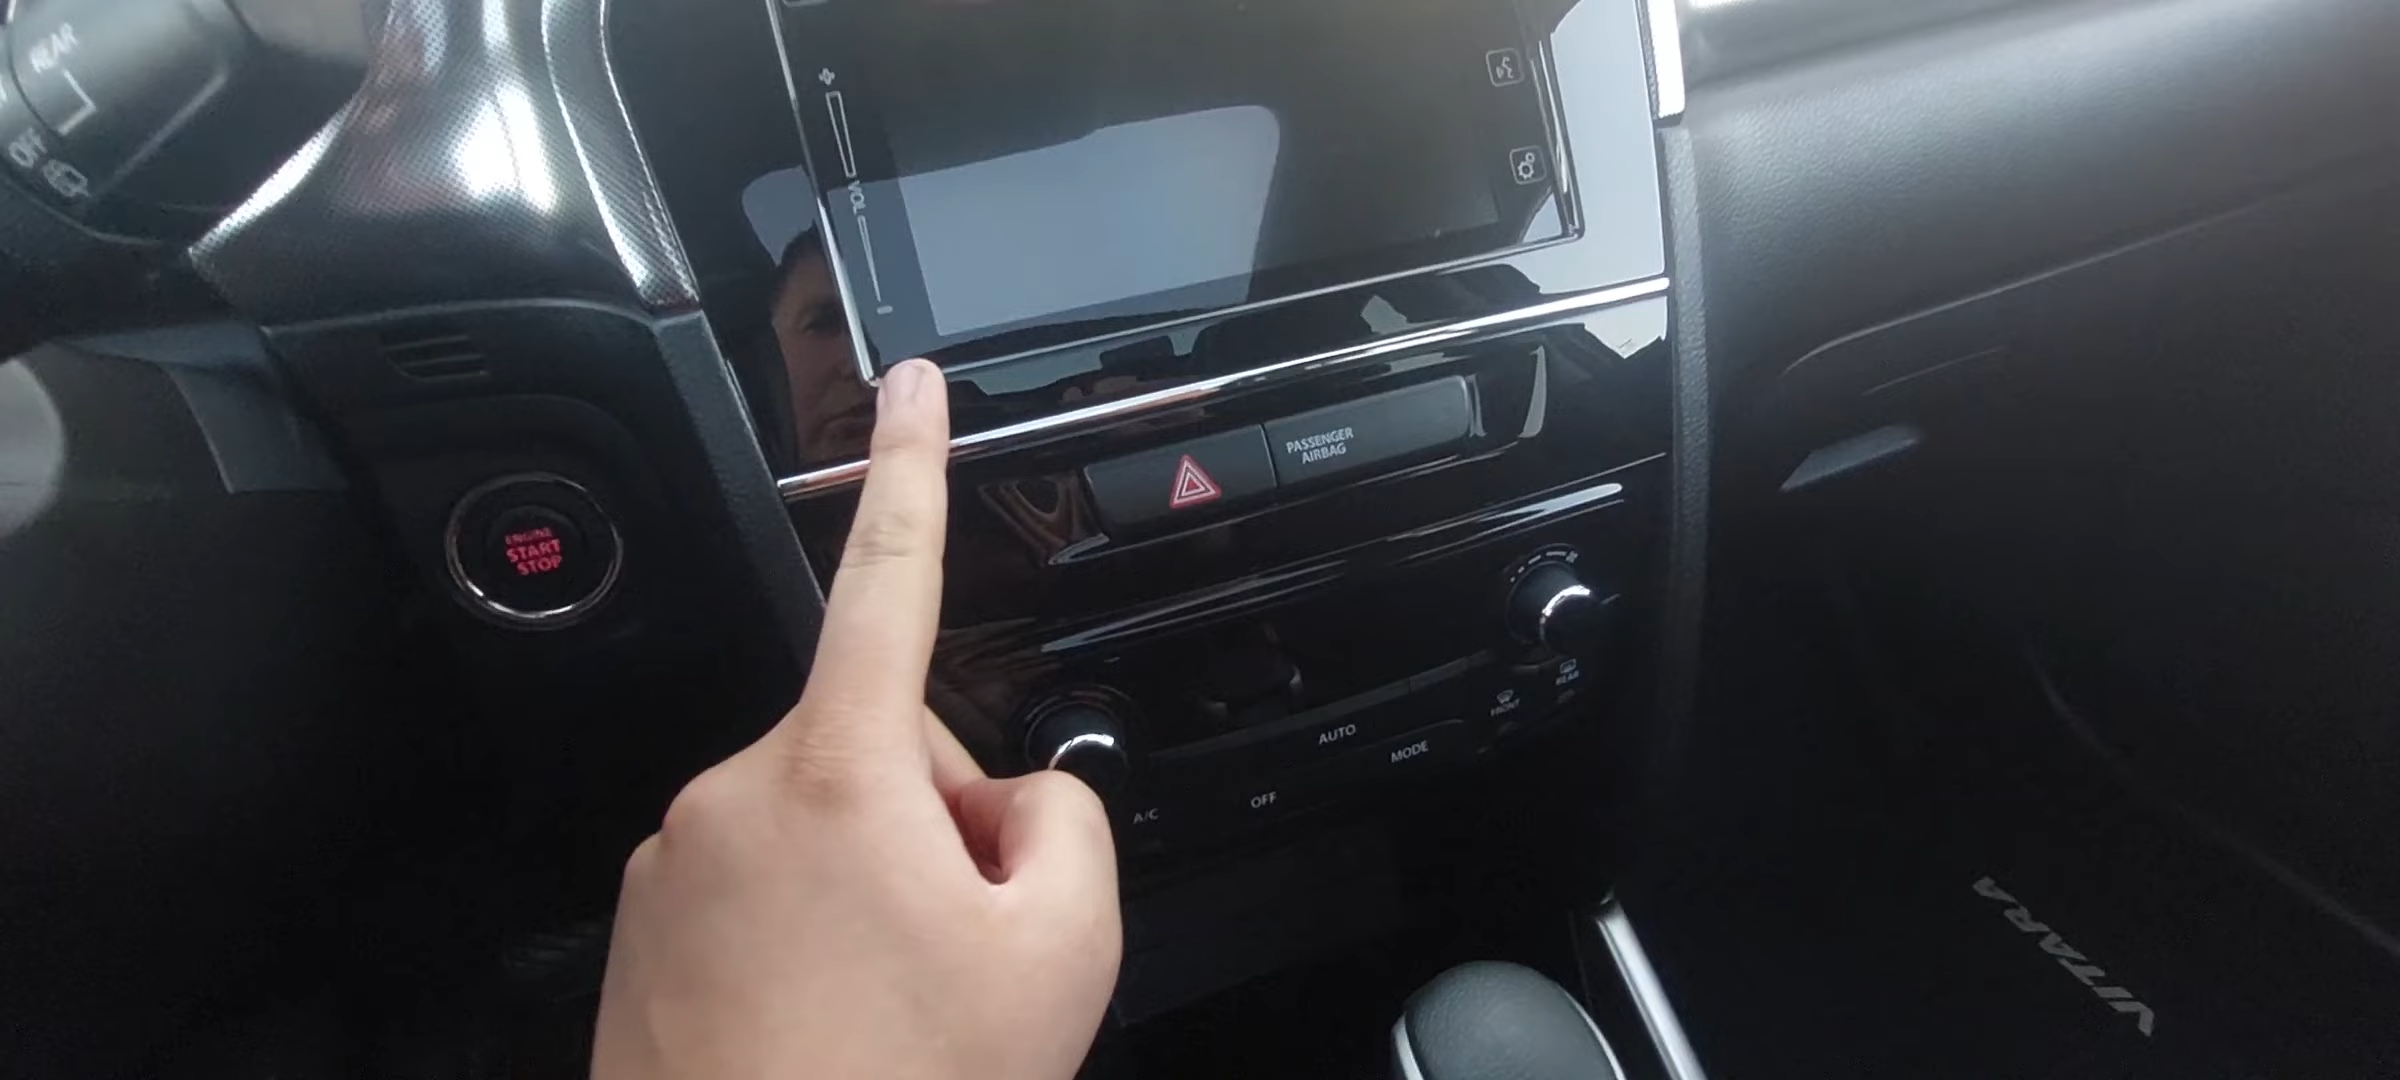 REAR
OFF
VOL
PASSENGER
AIRBAG
ENGINE
START
STOP
AUTO
MODE
FRONT
REAR
A/C
OFF
VITARA